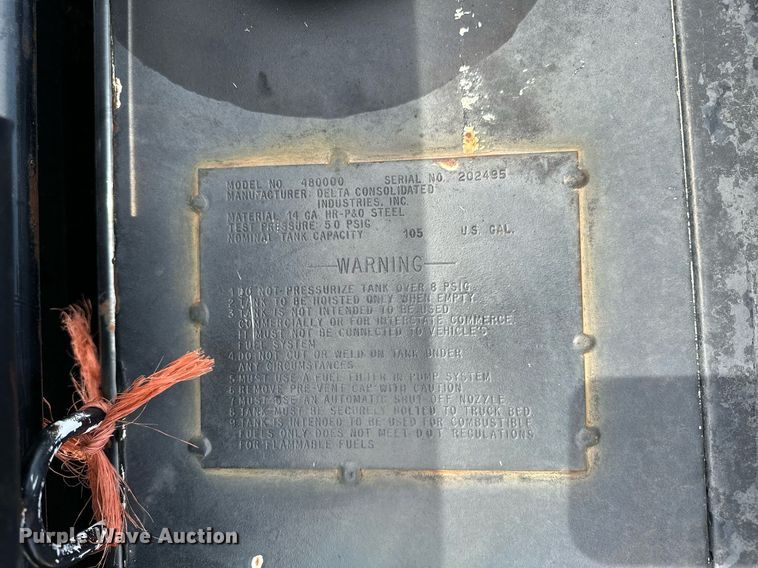 MODEL NO. 480000 SERIAL NO. 202495
MANUFACTURER: DELTA CONSOLIDATED
INDUSTRIES, INC.
MATERIAL: 14 GA HR-P&O STEEL
TEST PRESSURE: 5.0 PSIG
NOMINAL TANK CAPACITY 105 U.S. GAL.
WARNING
1. DO NOT PRESSURIZE TANK OVER 8 PSIG.
2. TANK TO BE HOISTED ONLY WHEN EMPTY.
3. TANK IS NOT INTENDED TO BE USED
COMMERCIALLY OR FOR INTERSTATE COMMERCE.
IT MUST NOT BE CONNECTED TO VEHICLE'S
FUEL SYSTEM
4. DO NOT CUT OR WELD ON TANK UNDER
ANY CIRCUMSTANCES
5. MUST USE A FUEL FILTER IN PUMP SYSTEM
6. REMOVE PRE-VENT CAP WITH CAUTION
7. MUST USE AN AUTOMATIC SHUT-OFF NOZZLE
8. TANK MUST BE SECURELY BOLTED TO TRUCK BED
9. TANK IS INTENDED TO BE USED FOR COMBUSTIBLE
FUELS ONLY DOES NOT MEET D.O.T. REGULATIONS
FOR FLAMMABLE FUELS
Purple Wave Auction